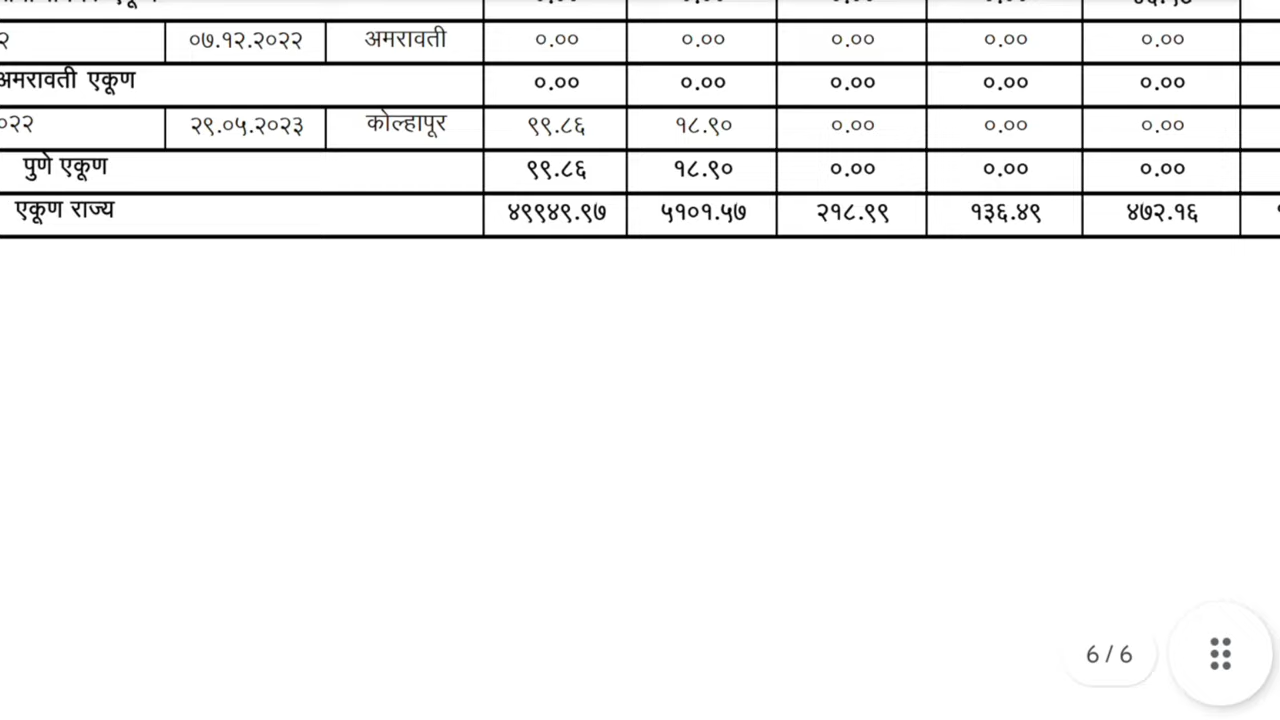 २ ०७.१२.२०२२ अमरावती ०.०० ०.०० ०.०० ०.०० ०.००
अमरावती एकूण ०.०० ०.०० ०.०० ०.०० ०.००
०२२ २९.०५.२०२३ कोल्हापूर ९९.८६ १८.९० ०.०० ०.०० ०.००
पुणे एकूण ९९.८६ १८.९० ०.०० ०.०० ०.००
एकूण राज्य ४९९४९.९७ ५१०१.५७ २१८.९९ १३६.४९ ४७२.१६
6 / 6